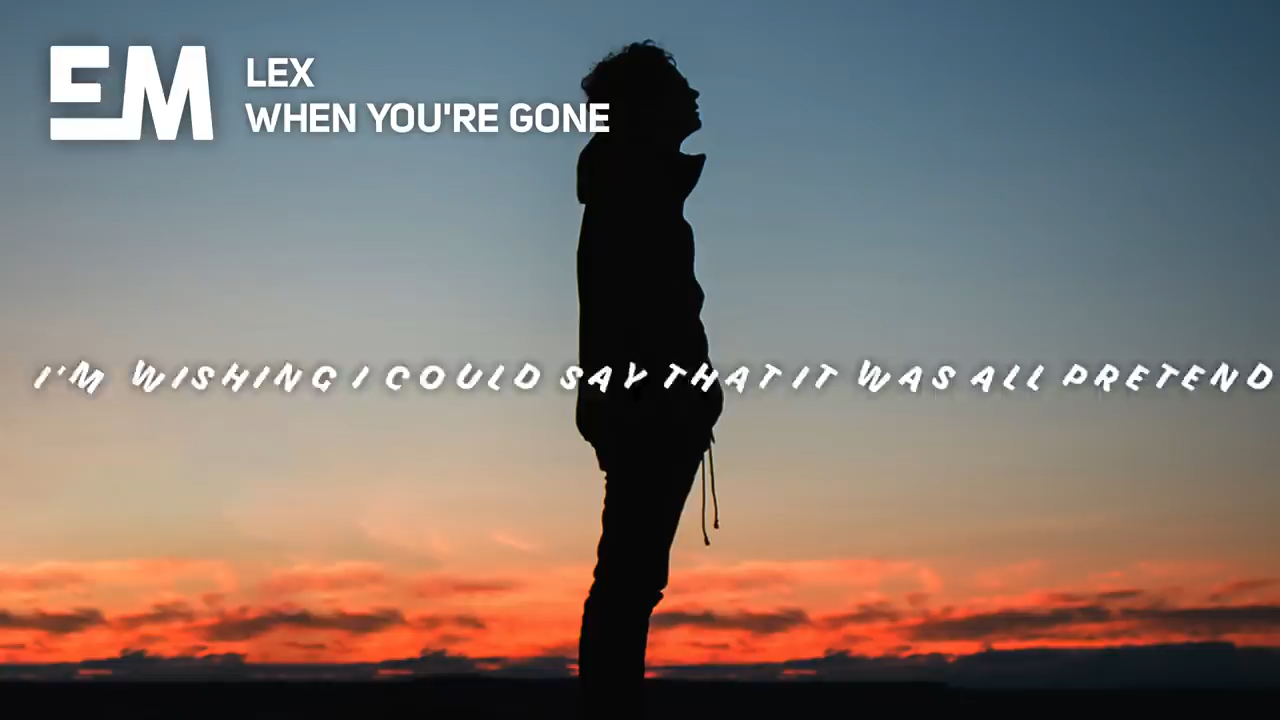 EM
LEX
WHEN YOU'RE GONE
I'M WISHING I COULD SAY THAT IT WAS ALL PRETEND